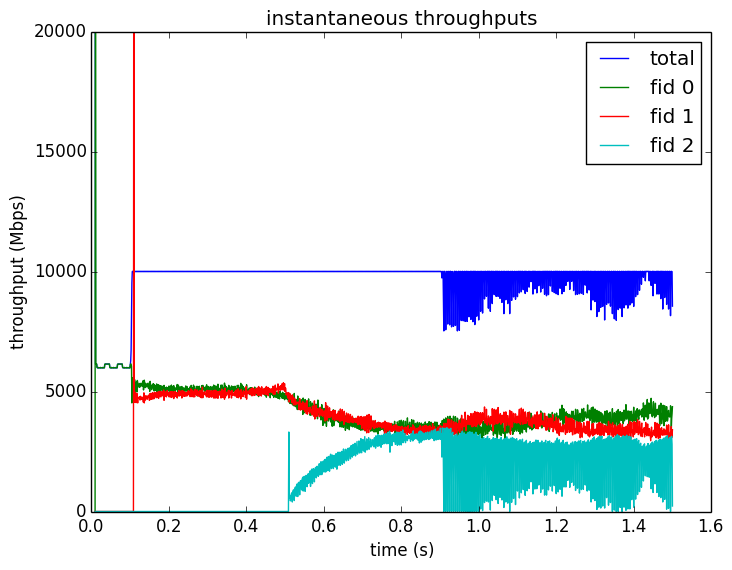 instantaneous throughputs
20000
15000
10000
5000
0
throughput (Mbps)
total
fid 0
fid 1
fid 2
0.0 0.2 0.4 0.6 0.8 1.0 1.2 1.4 1.6
time (s)